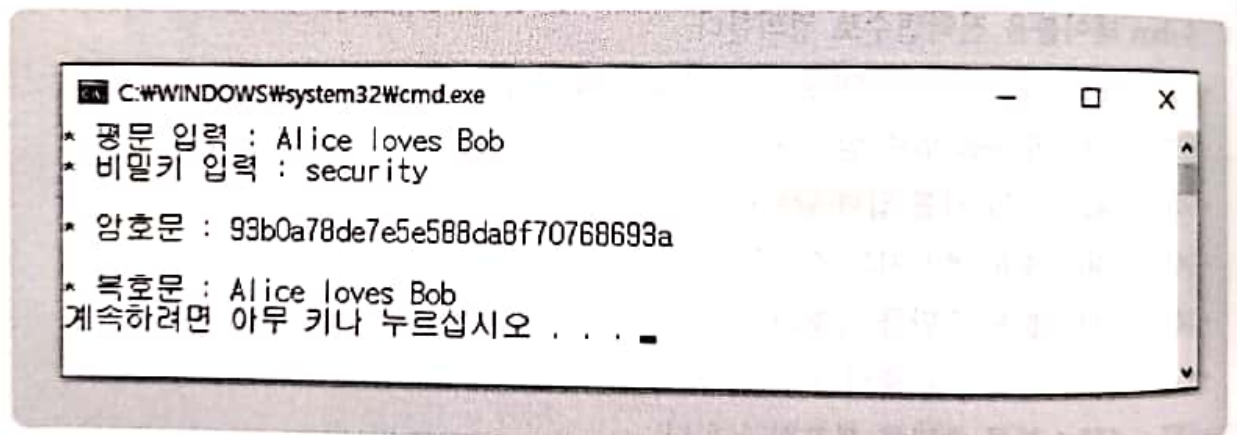 C:₩WINDOWS₩system32₩cmd.exe
* 평문 입력 : Alice loves Bob
* 비밀키 입력 : security
* 암호문 : 93b0a78de7e5e588da8f70768693a
* 복호문 : Alice loves Bob
계속하려면 아무 키나 누르십시오 . . .